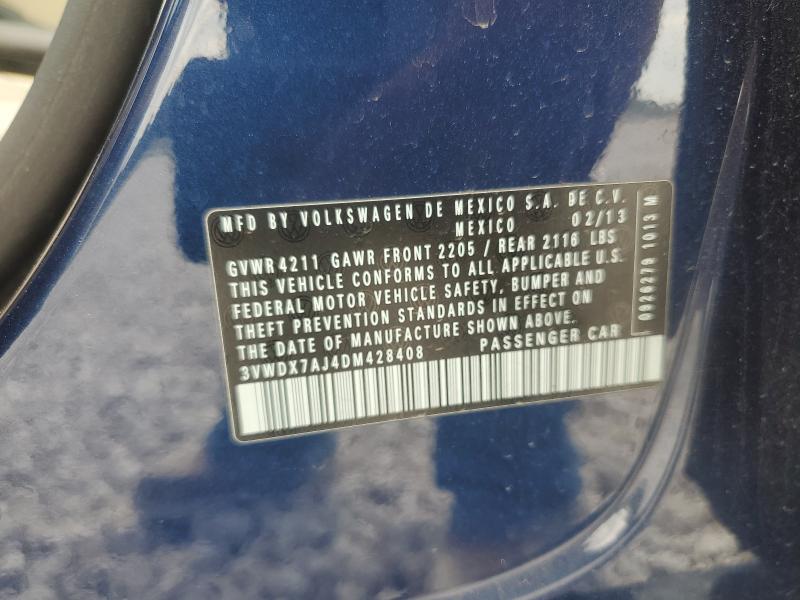 MFD BY VOLKSWAGEN DE MEXICO S.A. DE C.V.
MEXICO 02/13
GVWR 4211 GAWR FRONT 2205 / REAR 2116 LBS
THIS VEHICLE CONFORMS TO ALL APPLICABLE U.S.
FEDERAL MOTOR VEHICLE SAFETY, BUMPER AND
THEFT PREVENTION STANDARDS IN EFFECT ON
THE DATE OF MANUFACTURE SHOWN ABOVE.
3VWDX7AJ4DM428408 PASSENGER CAR
0926279 1013 M